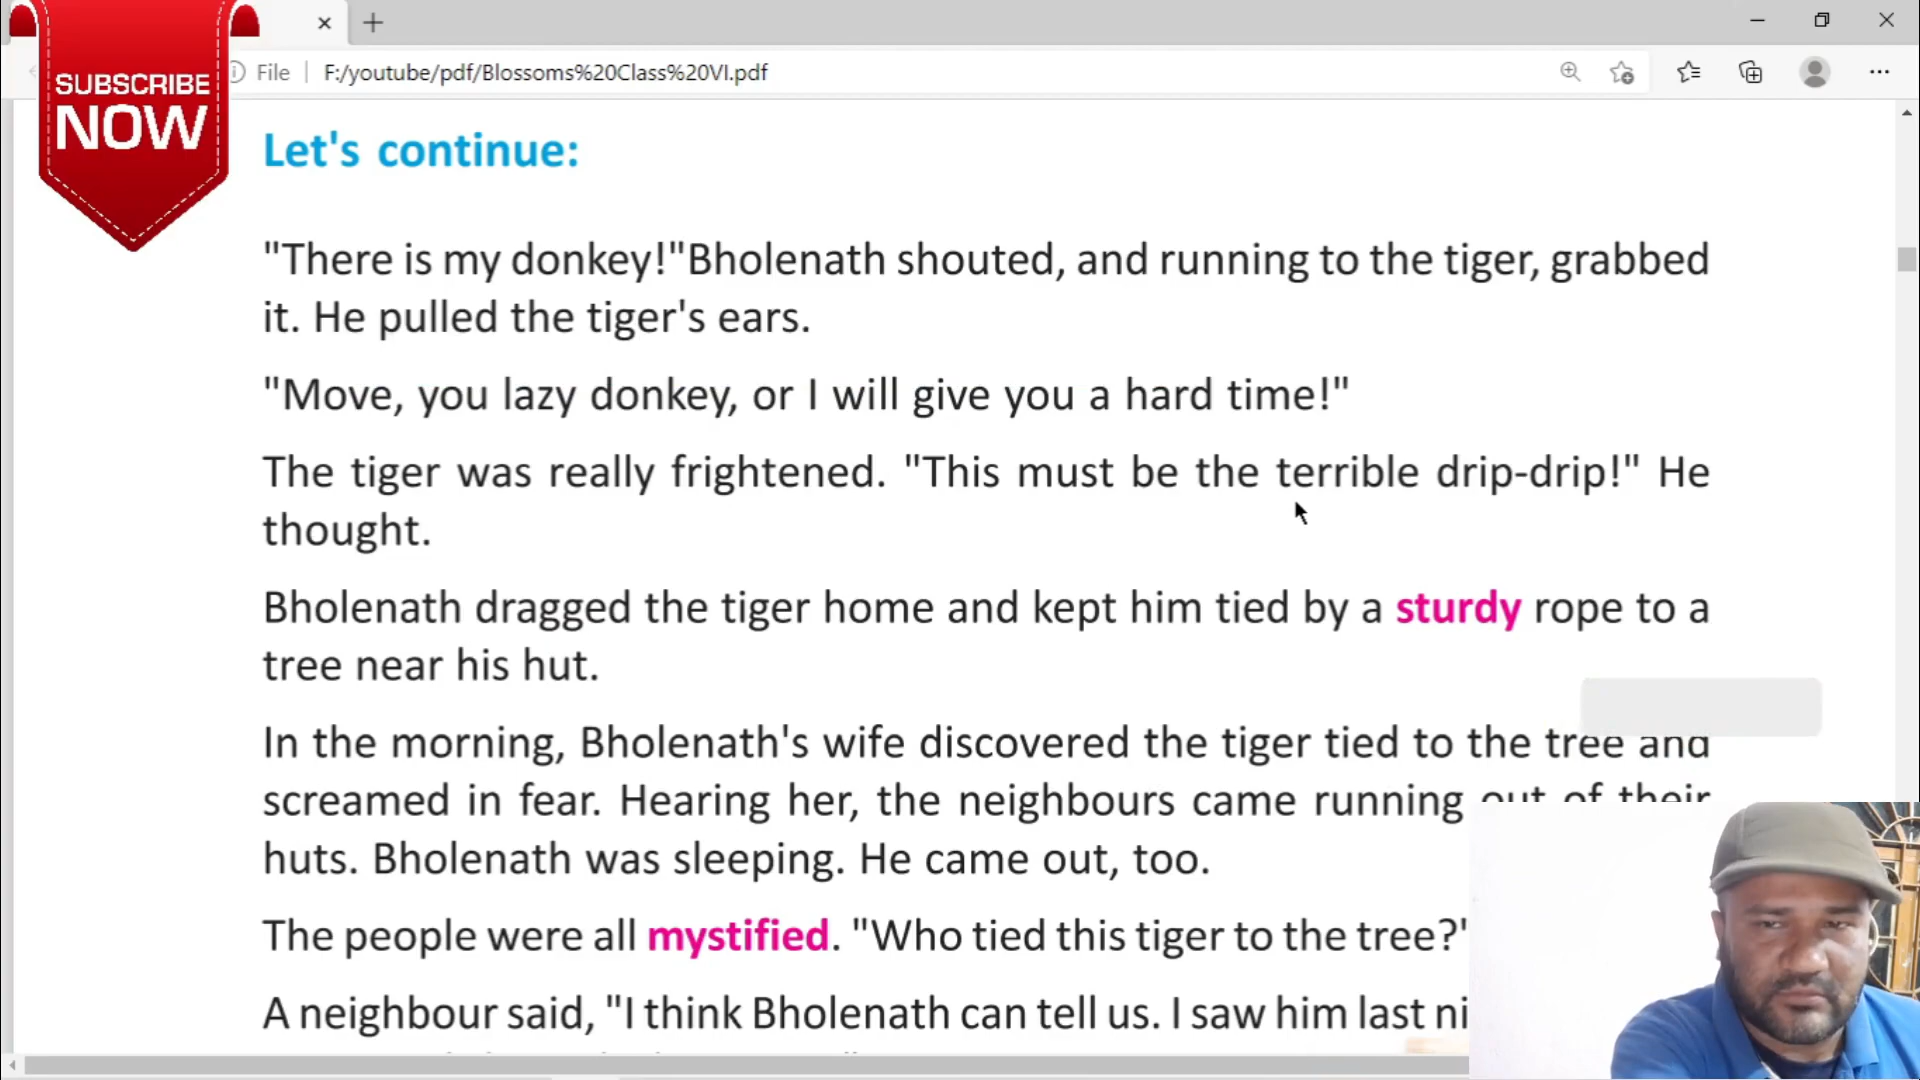 SUBSCRIBE
NOW
File
F:/youtube/pdf/Blossoms%20Class%20VI.pdf
Let's continue:
"There is my donkey!"Bholenath shouted, and running to the tiger, grabbed
it. He pulled the tiger's ears.
"Move, you lazy donkey, or I will give you a hard time!"
The tiger was really frightened. "This must be the terrible drip-drip!" He
thought.
Bholenath dragged the tiger home and kept him tied by a sturdy rope to a
tree near his hut.
In the morning, Bholenath's wife discovered the tiger tied to the tree and
screamed in fear. Hearing her, the neighbours came running out of their
huts. Bholenath was sleeping. He came out, too.
The people were all mystified. "Who tied this tiger to the tree?"
A neighbour said, "I think Bholenath can tell us. I saw him last